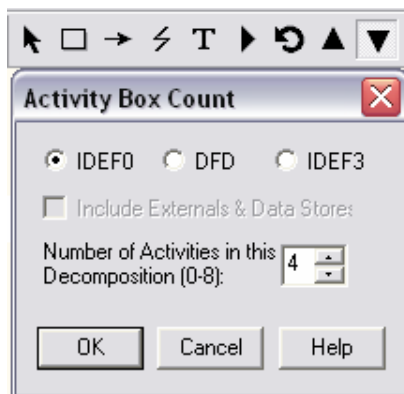 T
Activity Box Count
IDEF0 DFD IDEF3
Include Externals & Data Stores
Number of Activities in this
Decomposition (0-8):
4
OK Cancel Help